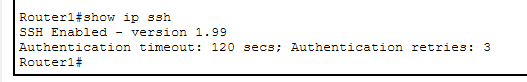 Router1#show ip ssh
SSH Enabled - version 1.99
Authentication timeout: 120 secs; Authentication retries: 3
Router1#